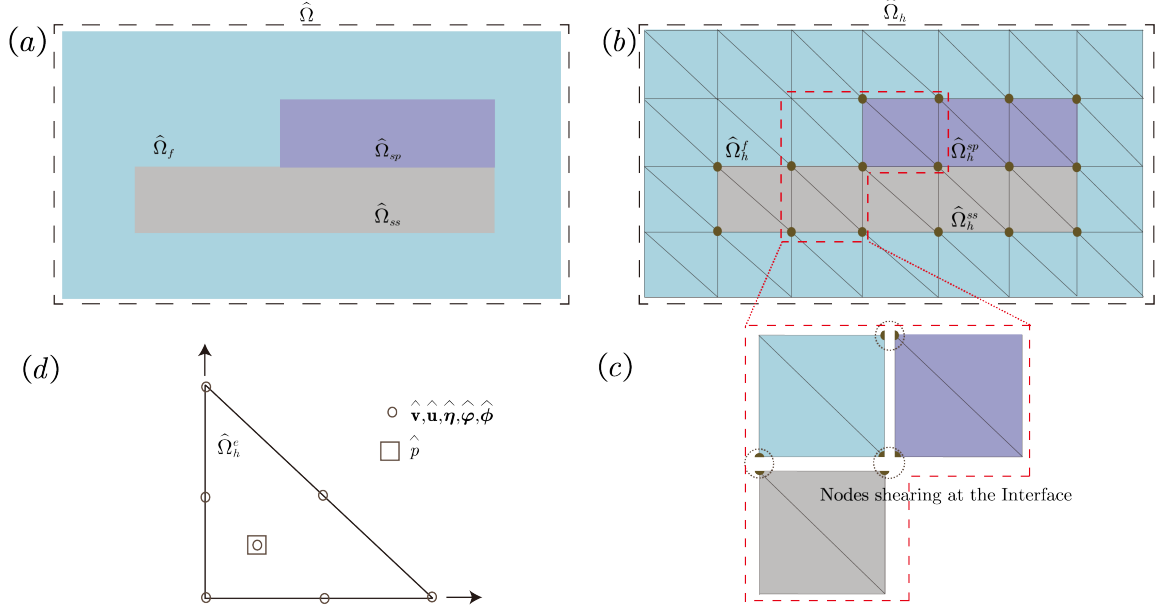 (a)
Ω̂
Ω̂_f
Ω̂_sp
Ω̂_ss
(b)
Ω̂_h
Ω̂_h^f
Ω̂_h^sp
Ω̂_h^ss
(d)
Ω̂_h^e
v̂,û,η̂,φ̂,ϕ̂
p̂
(c)
Nodes shearing at the Interface